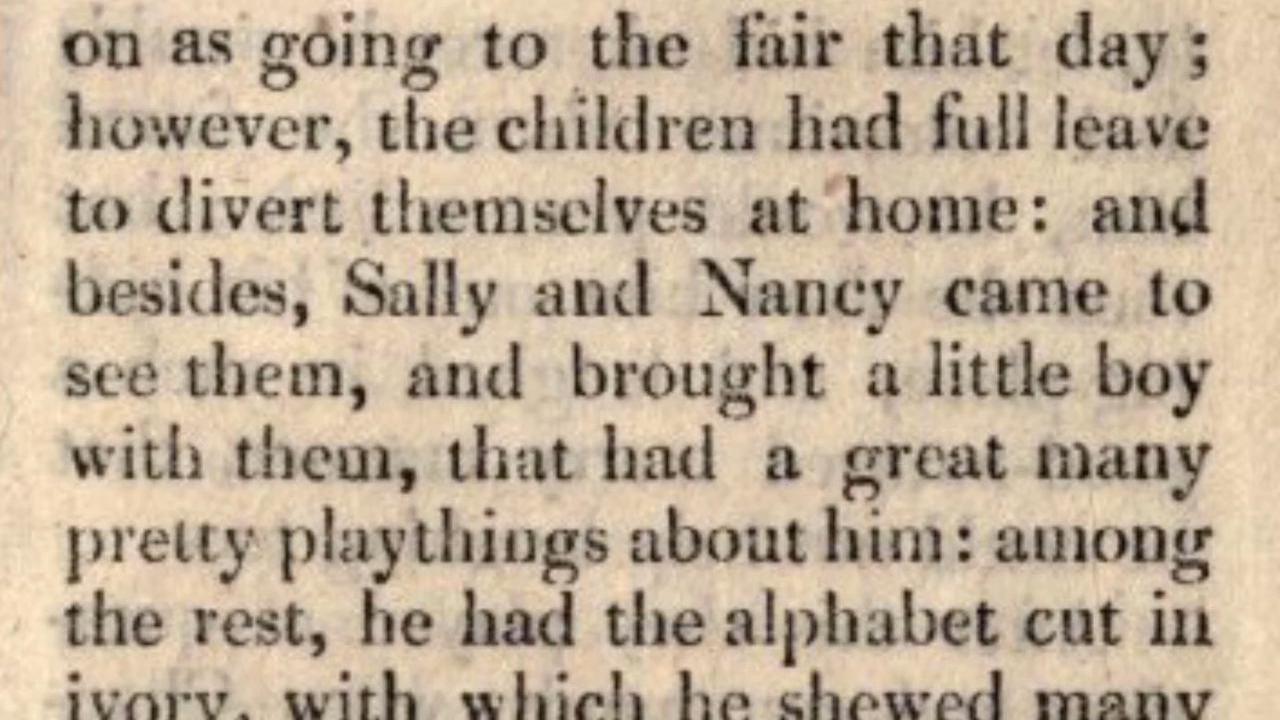 on as going to the fair that day;
however, the children had full leave
to divert themselves at home: and
besides, Sally and Nancy came to
see them, and brought a little boy
with them, that had a great many
pretty playthings about him: among
the rest, he had the alphabet cut in
ivory, with which he shewed many